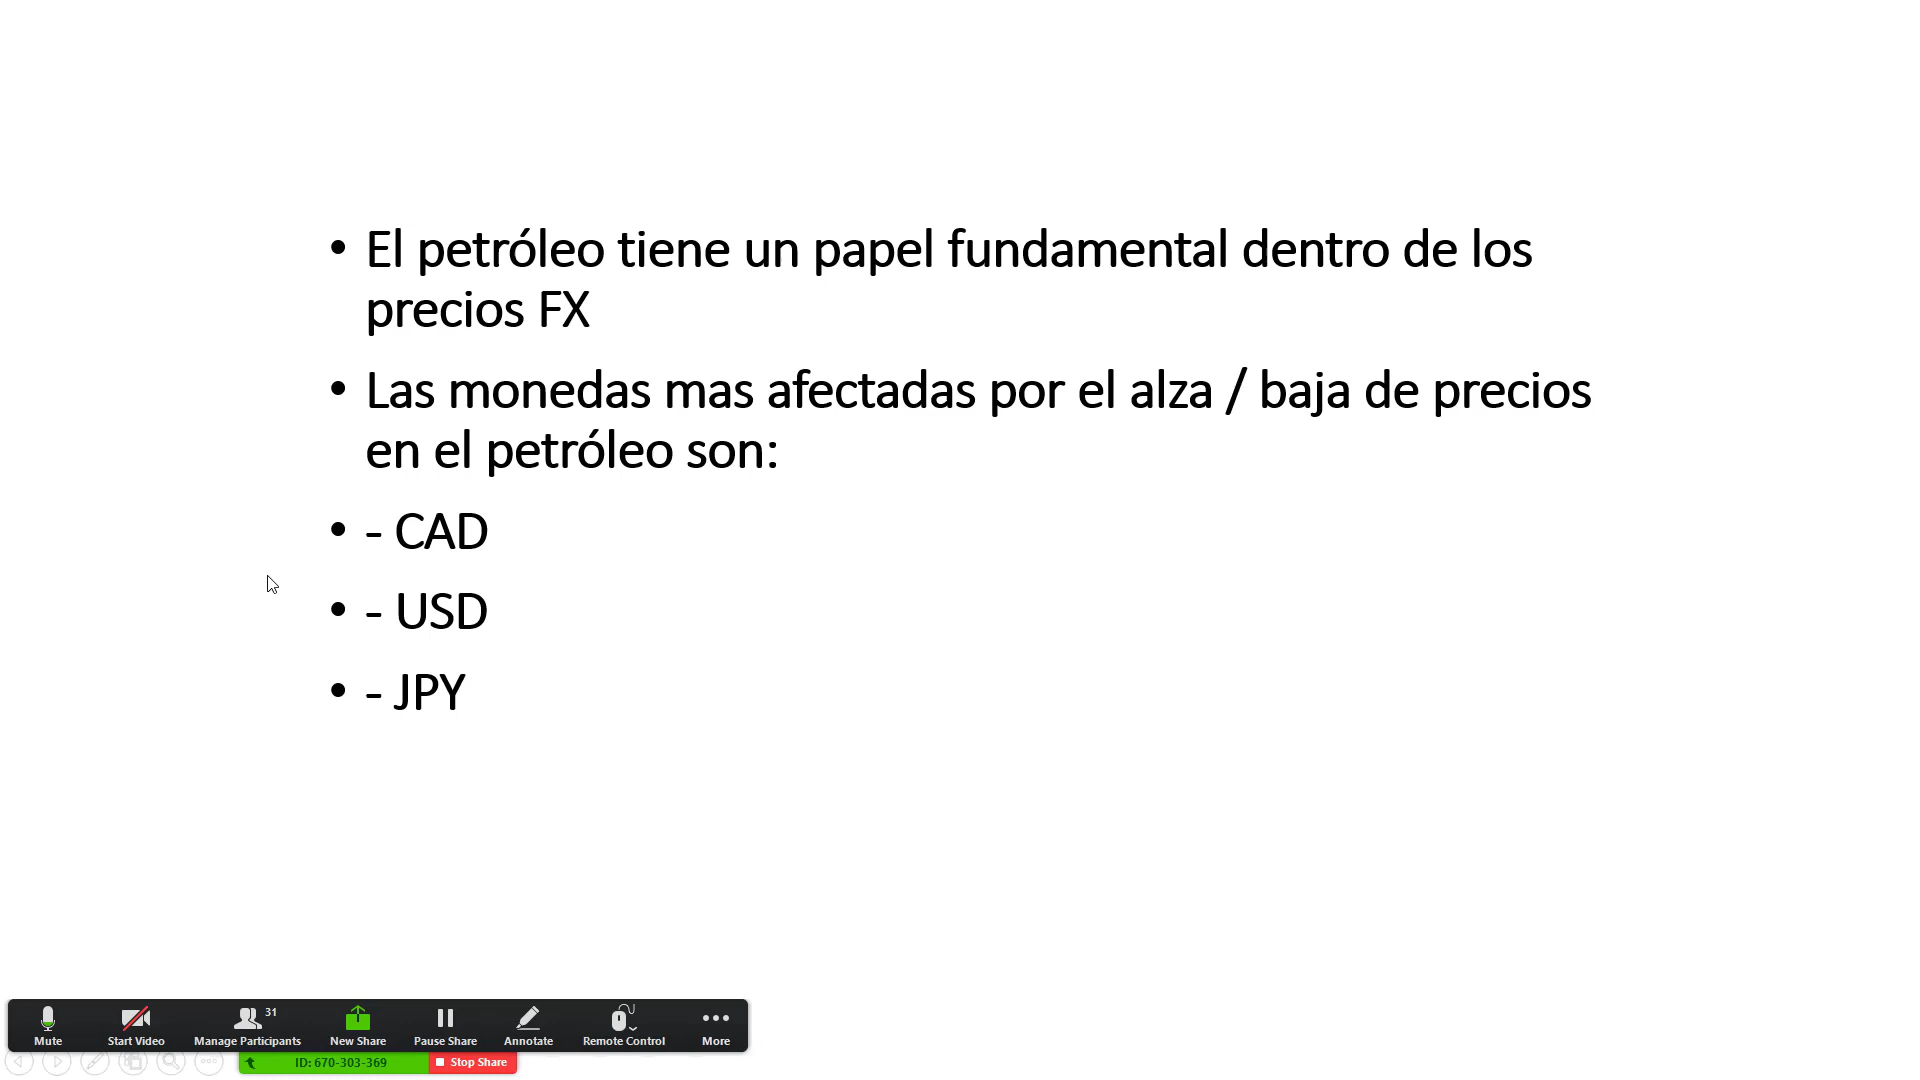 • El petróleo tiene un papel fundamental dentro de los
precios FX
• Las monedas mas afectadas por el alza / baja de precios
en el petróleo son:
• - CAD
• - USD
• - JPY
31
Mute Start Video Manage Participants New Share Pause Share Annotate Remote Control More
ID: 670-303-369 Stop Share